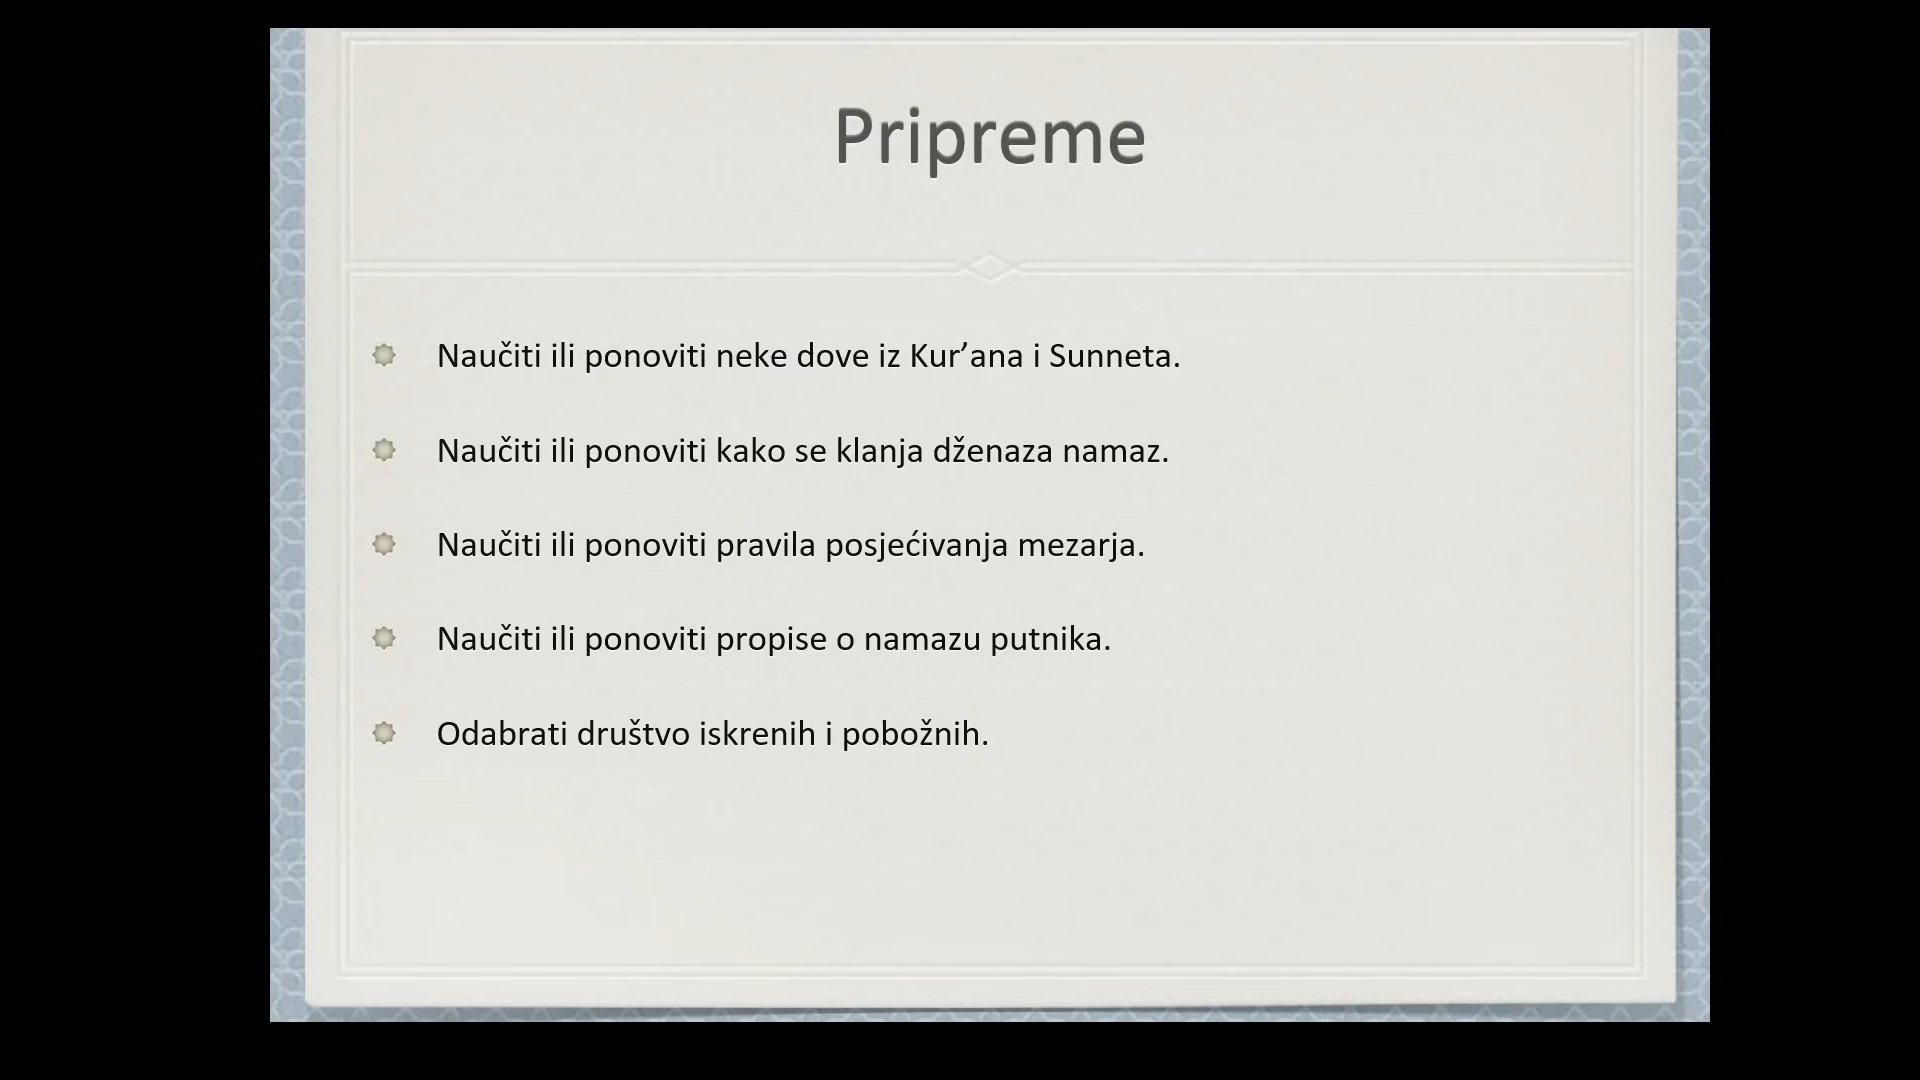 Pripreme
Naučiti ili ponoviti neke dove iz Kur’ana i Sunneta.
Naučiti ili ponoviti kako se klanja dženaza namaz.
Naučiti ili ponoviti pravila posjećivanja mezarja.
Naučiti ili ponoviti propise o namazu putnika.
Odabrati društvo iskrenih i pobožnih.